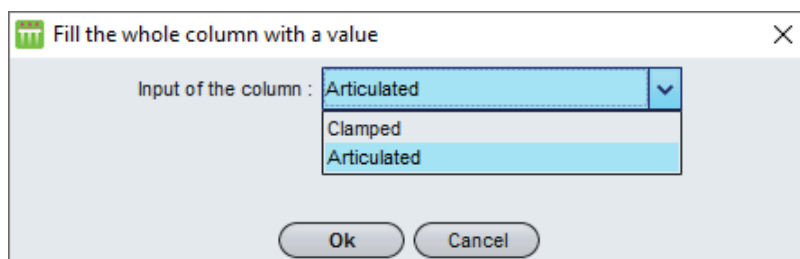 Fill the whole column with a value
Input of the column : Articulated
Clamped
Articulated
Ok Cancel